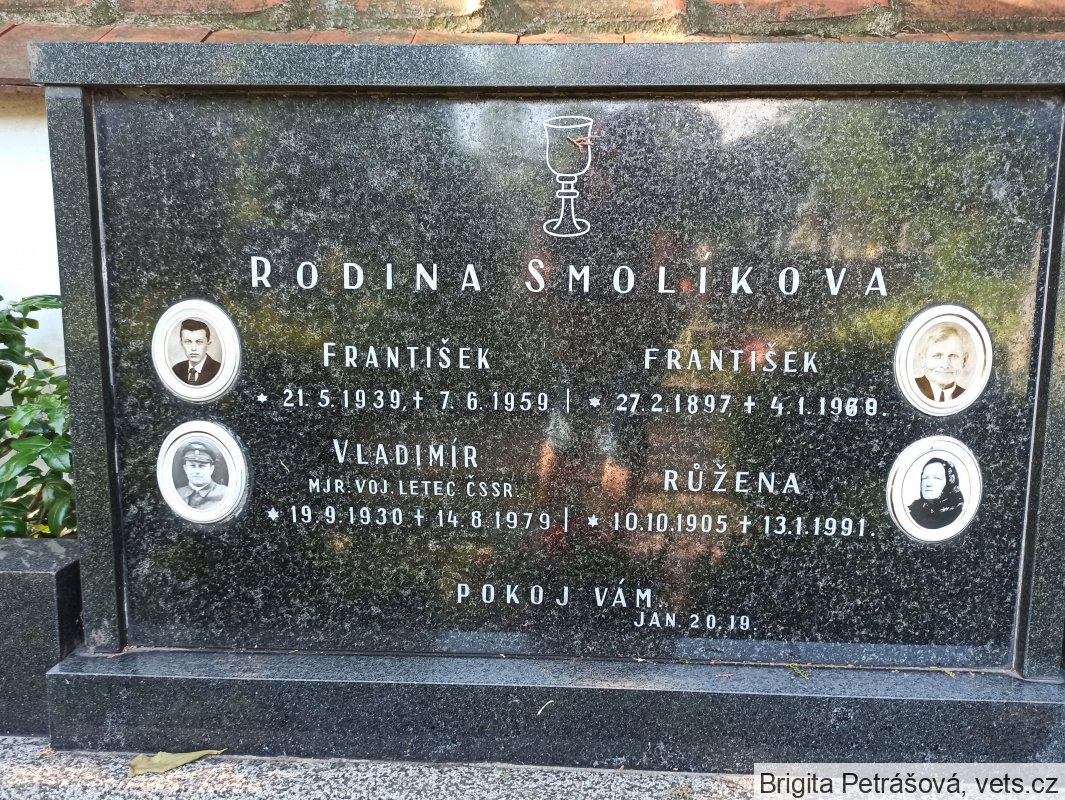 RODINA SMOLÍKOVA
FRANTIŠEK
* 21.5.1939, + 7.6.1959
VLADIMÍR
MJR. VOJ. LETEC ČSSR.
* 19.9.1930 + 14.8.1979
FRANTIŠEK
* 27.2.1897, + 4.1.
RŮŽENA
* 10.10.1905 + 13.1.1991.
POKOJ VÁM.
JAN. 20,19
Brigita Petrášová, vets.cz